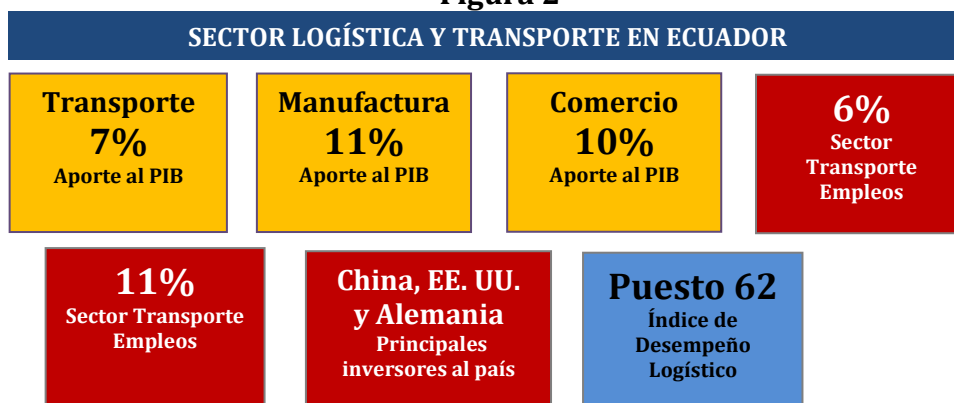 Figura 2
SECTOR LOGÍSTICA Y TRANSPORTE EN ECUADOR
Transporte
7%
Aporte al PIB
Manufactura
11%
Aporte al PIB
Comercio
10%
Aporte al PIB
6%
Sector
Transporte
Empleos
11%
Sector Transporte
Empleos
China, EE. UU.
y Alemania
Principales
inversores al país
Puesto 62
Índice de
Desempeño
Logístico